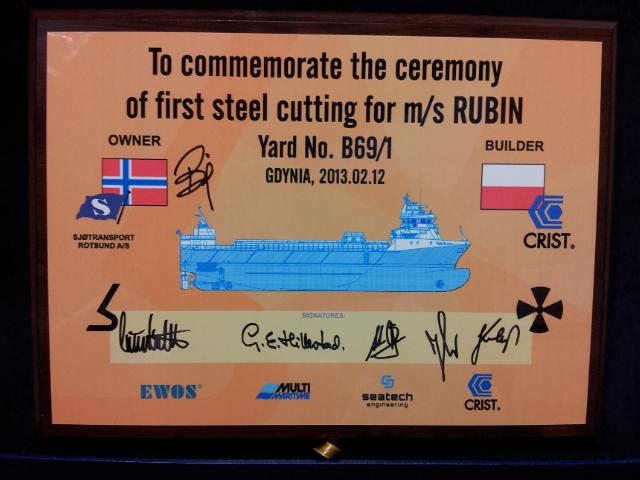 To commemorate the ceremony
of first steel cutting for m/s RUBIN
Yard No. B69/1
GDYNIA, 2013.02.12
OWNER
S
SJØTRANSPORT
ROTSUND A/S
BUILDER
CRIST.
SIGNATURES:
G. E. Hillestad.
EWOS®
MULTI
MARITIME
seatech
engineering
CRIST.